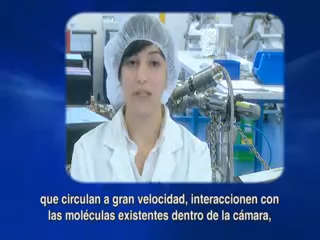 que circulan a gran velocidad, interaccionen con
las moléculas existentes dentro de la cámara,